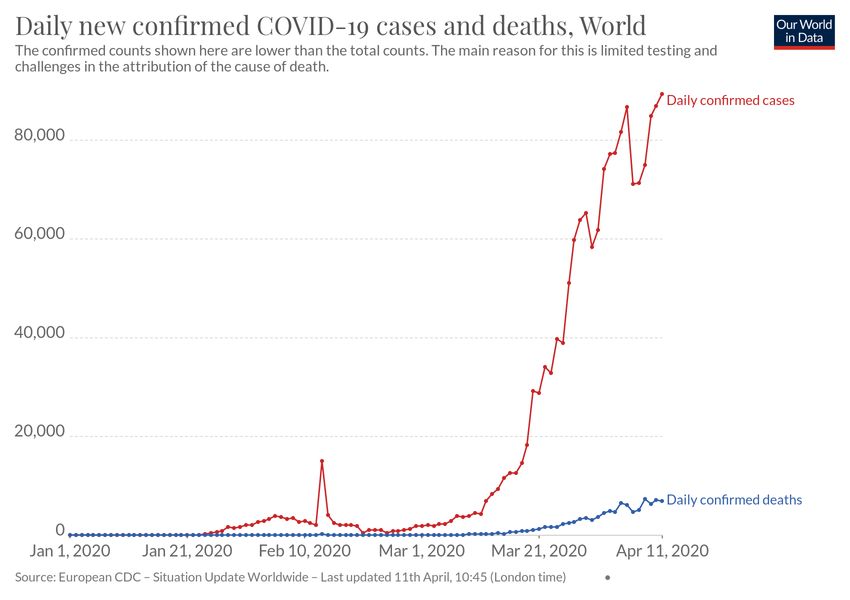 Daily new confirmed COVID-19 cases and deaths, World
Our World
in Data
The confirmed counts shown here are lower than the total counts. The main reason for this is limited testing and
challenges in the attribution of the cause of death.
Daily confirmed cases
80,000
60,000
40,000
20,000
Daily confirmed deaths
0
Jan 1, 2020
Jan 21, 2020
Feb 10, 2020
Mar 1, 2020
Mar 21, 2020
Apr 11, 2020
Source: European CDC – Situation Update Worldwide – Last updated 11th April, 10:45 (London time)